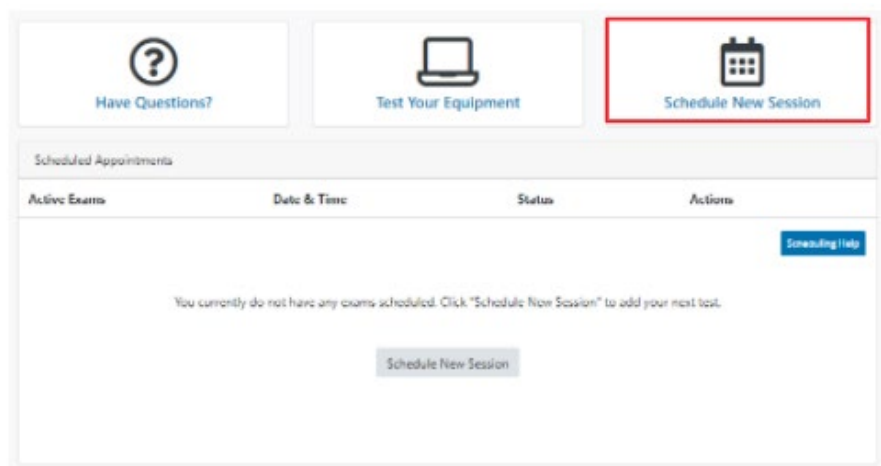 Have Questions?
Test Your Equipment
Schedule New Session
Scheduled Appointments
Active Exams Date & Time Status Actions
Scheduling Help
You currently do not have any exams scheduled. Click "Schedule New Session" to add your next test.
Schedule New Session